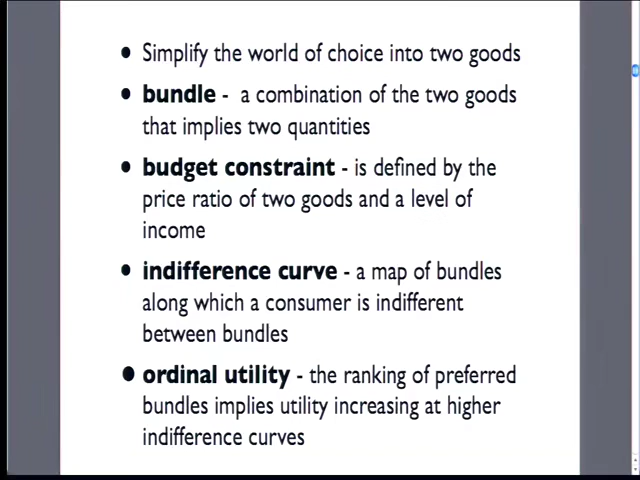 • Simplify the world of choice into two goods
• bundle - a combination of the two goods
that implies two quantities
• budget constraint - is defined by the
price ratio of two goods and a level of
income
• indifference curve - a map of bundles
along which a consumer is indifferent
between bundles
• ordinal utility - the ranking of preferred
bundles implies utility increasing at higher
indifference curves